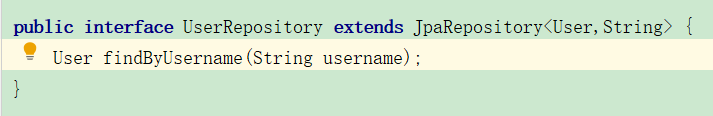 public interface UserRepository extends JpaRepository<User,String> {
User findByUsername(String username);
}